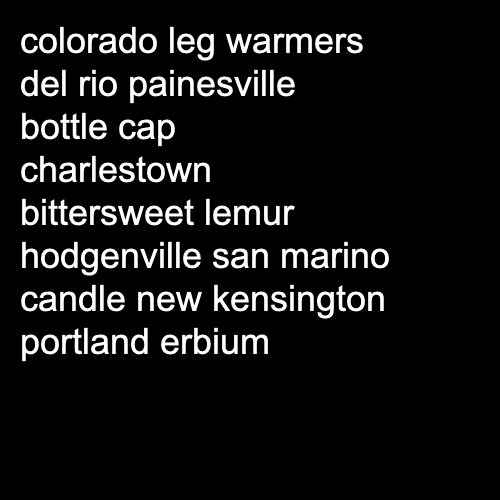 colorado leg warmers
del rio painesville
bottle cap
charlestown
bittersweet lemur
hodgenville san marino
candle new kensington
portland erbium